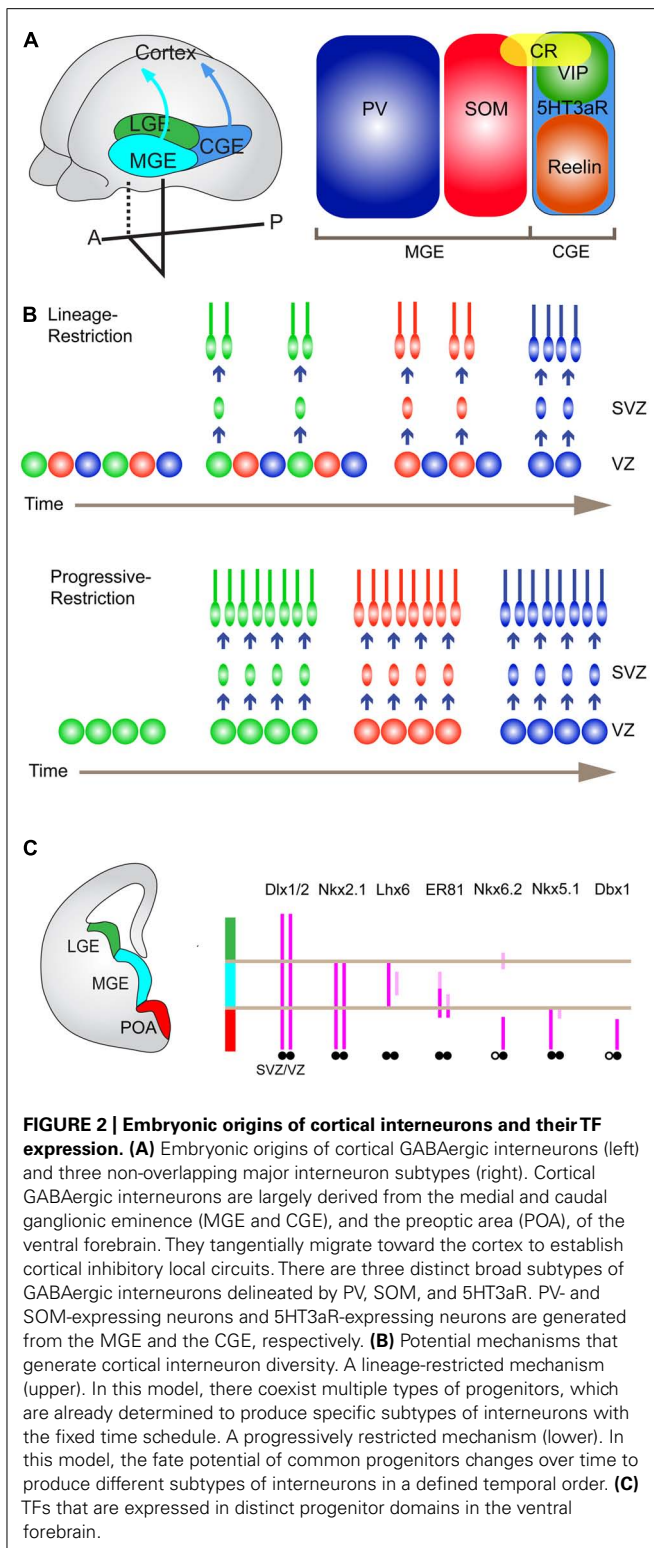 A
Cortex
LGE
MGE
CGE
A
P
PV
SOM
CR
VIP
5HT3aR
Reelin
MGE
CGE
B Lineage-
Restriction
SVZ
VZ
Time
Progressive-
Restriction
SVZ
VZ
Time
C
Dlx1/2 Nkx2.1 Lhx6 ER81 Nkx6.2 Nkx5.1 Dbx1
LGE
MGE
POA
SVZ/VZ
FIGURE 2 | Embryonic origins of cortical interneurons and their TF
expression. (A) Embryonic origins of cortical GABAergic interneurons (left)
and three non-overlapping major interneuron subtypes (right). Cortical
GABAergic interneurons are largely derived from the medial and caudal
ganglionic eminence (MGE and CGE), and the preoptic area (POA), of the
ventral forebrain. They tangentially migrate toward the cortex to establish
cortical inhibitory local circuits. There are three distinct broad subtypes of
GABAergic interneurons delineated by PV, SOM, and 5HT3aR. PV- and
SOM-expressing neurons and 5HT3aR-expressing neurons are generated
from the MGE and the CGE, respectively. (B) Potential mechanisms that
generate cortical interneuron diversity. A lineage-restricted mechanism
(upper). In this model, there coexist multiple types of progenitors, which
are already determined to produce specific subtypes of interneurons with
the fixed time schedule. A progressively restricted mechanism (lower). In
this model, the fate potential of common progenitors changes over time to
produce different subtypes of interneurons in a defined temporal order. (C)
TFs that are expressed in distinct progenitor domains in the ventral
forebrain.